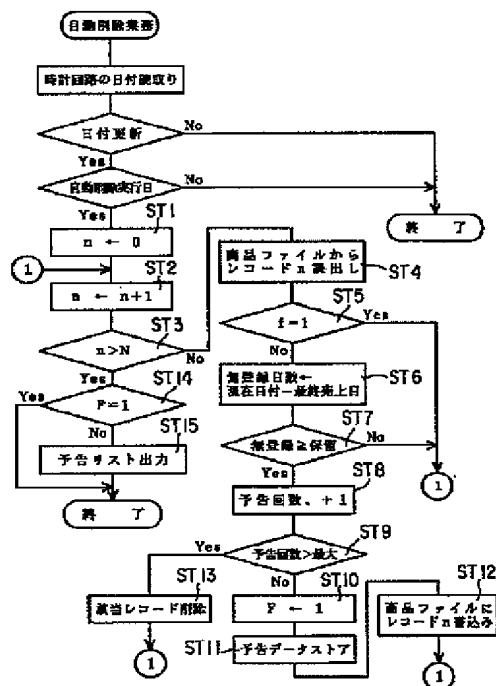 自動削除業務
時計回路の日付読取り
日付更新
No
Yes
自動削除実行日
No
Yes
終 了
ST1
n ← 0
1
ST2
n ← n+1
ST3
n>N
No
Yes
ST14
F=1
Yes
No
ST15
予告リスト出力
終 了
ST4
商品ファイルから
レコードn読出し
ST5
f=1
Yes
No
ST6
無登録日数←
現在日付−最終売上日
ST7
無登録≧保留
No
Yes
1
ST8
予告回数、+1
ST9
予告回数>最大
Yes
No
ST13
該当レコード削除
1
ST10
F ← 1
ST11
予告データストア
ST12
商品ファイルに
レコードn書込み
1